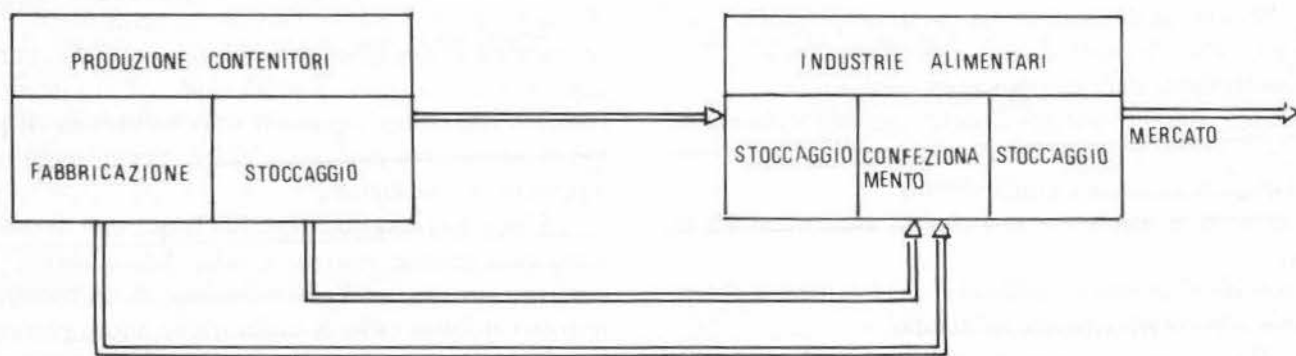 PRODUZIONE CONTENITORI
FABBRICAZIONE
STOCCAGGIO
INDUSTRIE ALIMENTARI
STOCCAGGIO
CONFEZIONA
MENTO
STOCCAGGIO
MERCATO